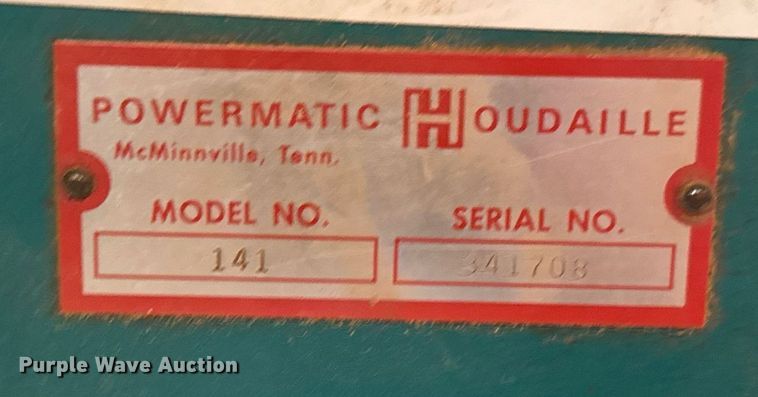 POWERMATIC HOUDAILLE
McMinnville, Tenn.
MODEL NO. SERIAL NO.
141 341708
Purple Wave Auction